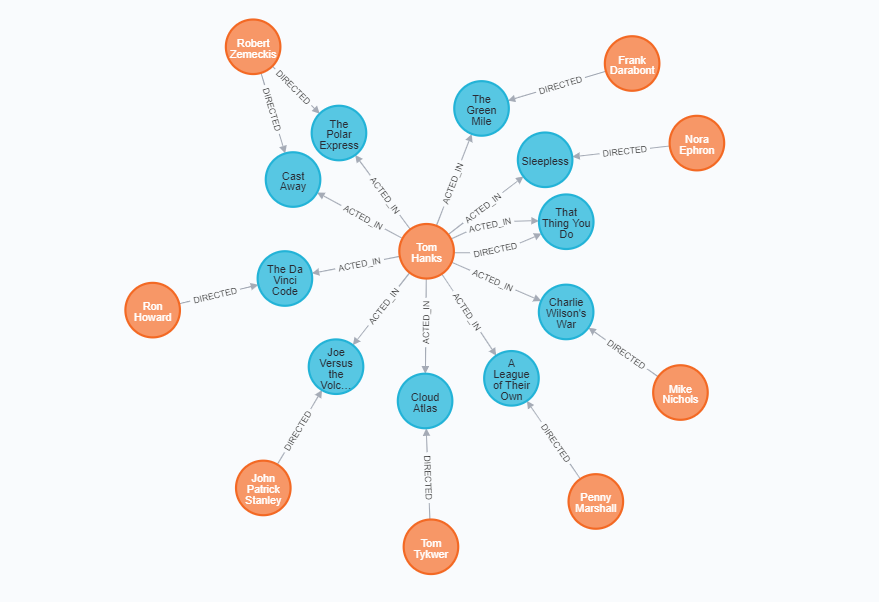 Robert
Zemeckis
Frank
Darabont
DIRECTED
DIRECTED
DIRECTED
The
Green
Mile
The
Polar
Express
Nora
Ephron
DIRECTED
Sleepless
Cast
Away
ACTED_IN
ACTED_IN
ACTED_IN
ACTED_IN
ACTED_IN
That
Thing You
Do
DIRECTED
Tom
Hanks
ACTED_IN
ACTED_IN
The Da
Vinci
Code
DIRECTED
Ron
Howard
ACTED_IN
ACTED_IN
ACTED_IN
Charlie
Wilson's
War
DIRECTED
Joe
Versus
the
Volc...
A
League
of Their
Own
Mike
Nichols
Cloud
Atlas
DIRECTED
DIRECTED
DIRECTED
John
Patrick
Stanley
Penny
Marshall
Tom
Tykwer